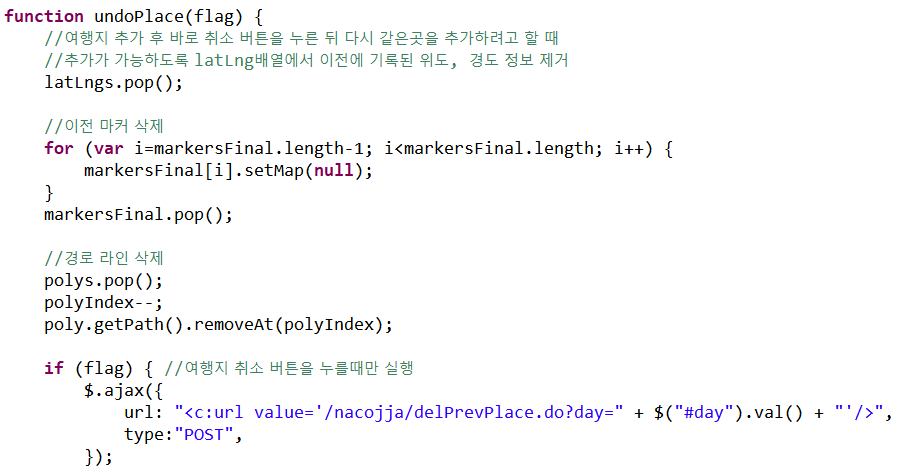 function undoPlace(flag) {
    //여행지 추가 후 바로 취소 버튼을 누른 뒤 다시 같은곳을 추가하려고 할 때
    //추가가 가능하도록 latLng배열에서 이전에 기록된 위도, 경도 정보 제거
    latLngs.pop();

    //이전 마커 삭제
    for (var i=markersFinal.length-1; i<markersFinal.length; i++) {
        markersFinal[i].setMap(null);
    }
    markersFinal.pop();

    //경로 라인 삭제
    polys.pop();
    polyIndex--;
    poly.getPath().removeAt(polyIndex);

    if (flag) { //여행지 취소 버튼을 누를때만 실행
        $.ajax({
            url: "<c:url value='/nacojja/delPrevPlace.do?day=" + $("#day").val() + "'/>",
            type:"POST",
        });